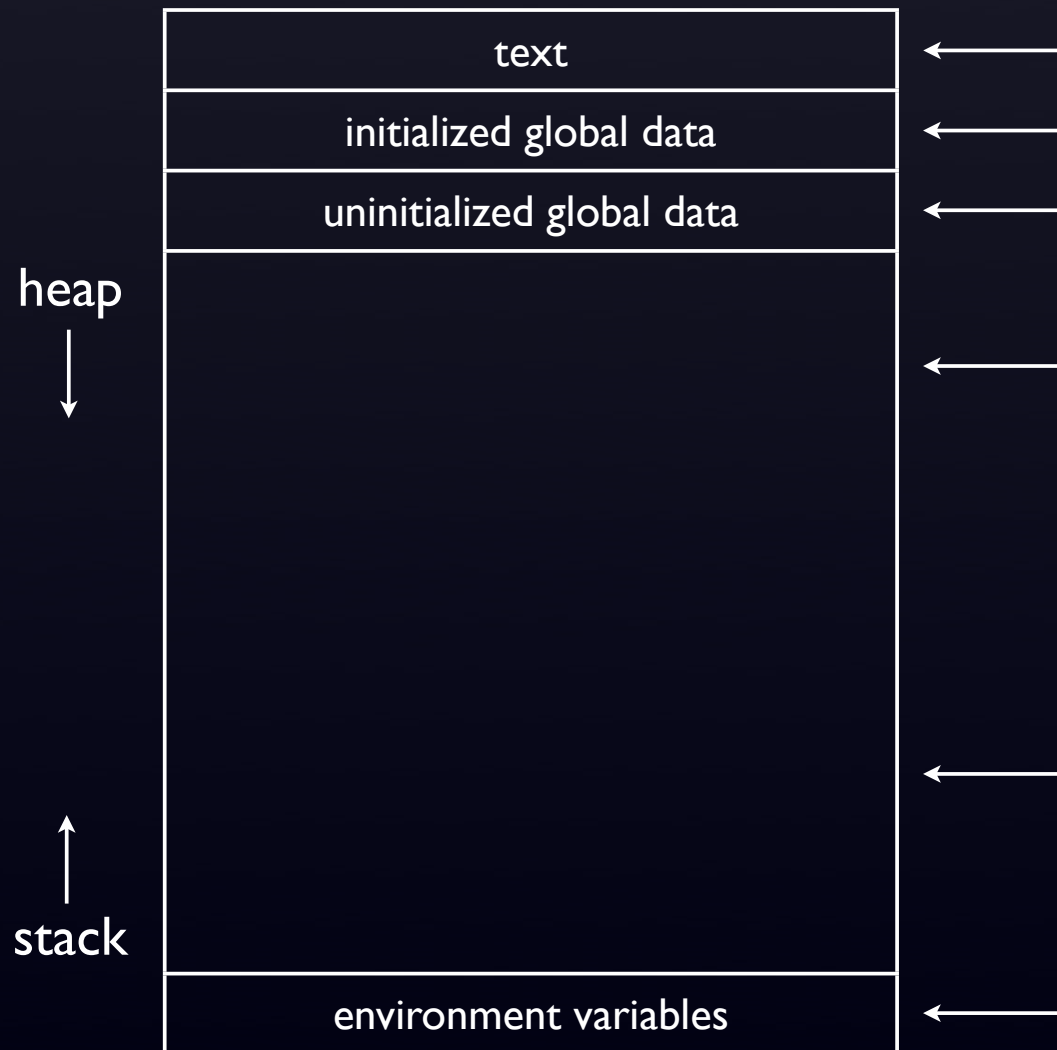 text
initialized global data
uninitialized global data
heap
stack
environment variables